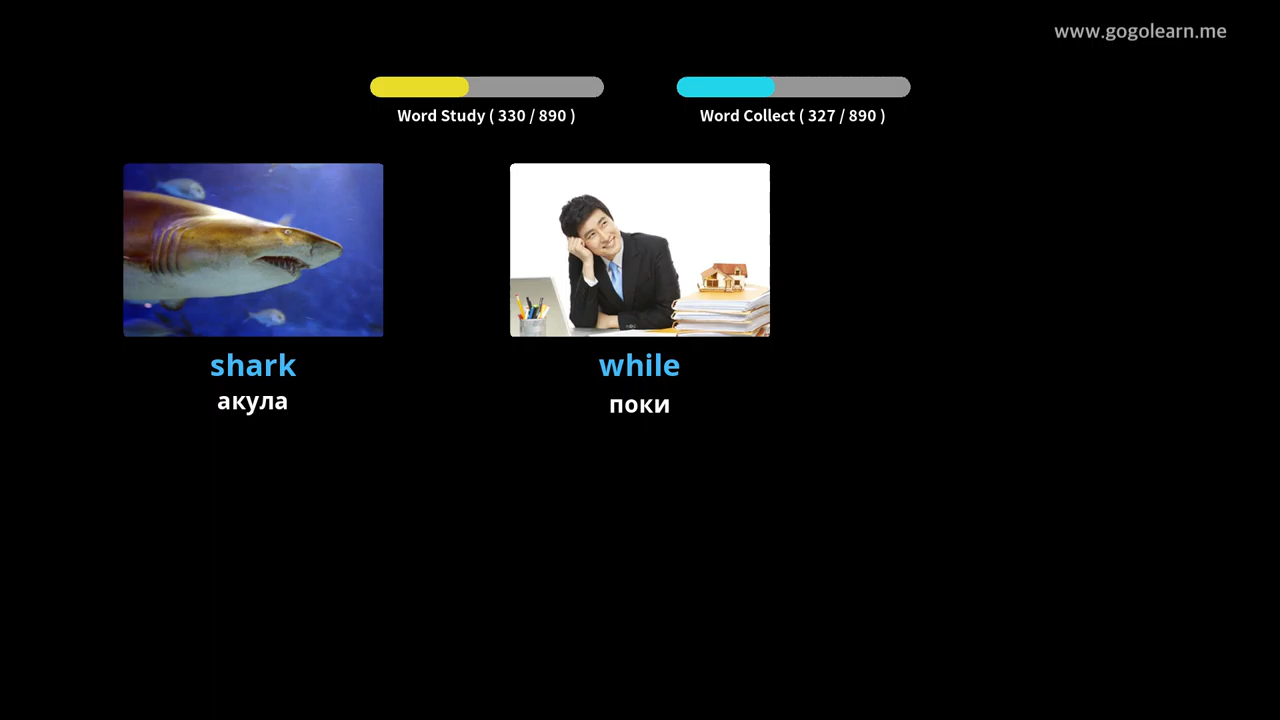 www.gogolearn.me
Word Study ( 330 / 890 )
Word Collect ( 327 / 890 )
shark
акула
while
поки